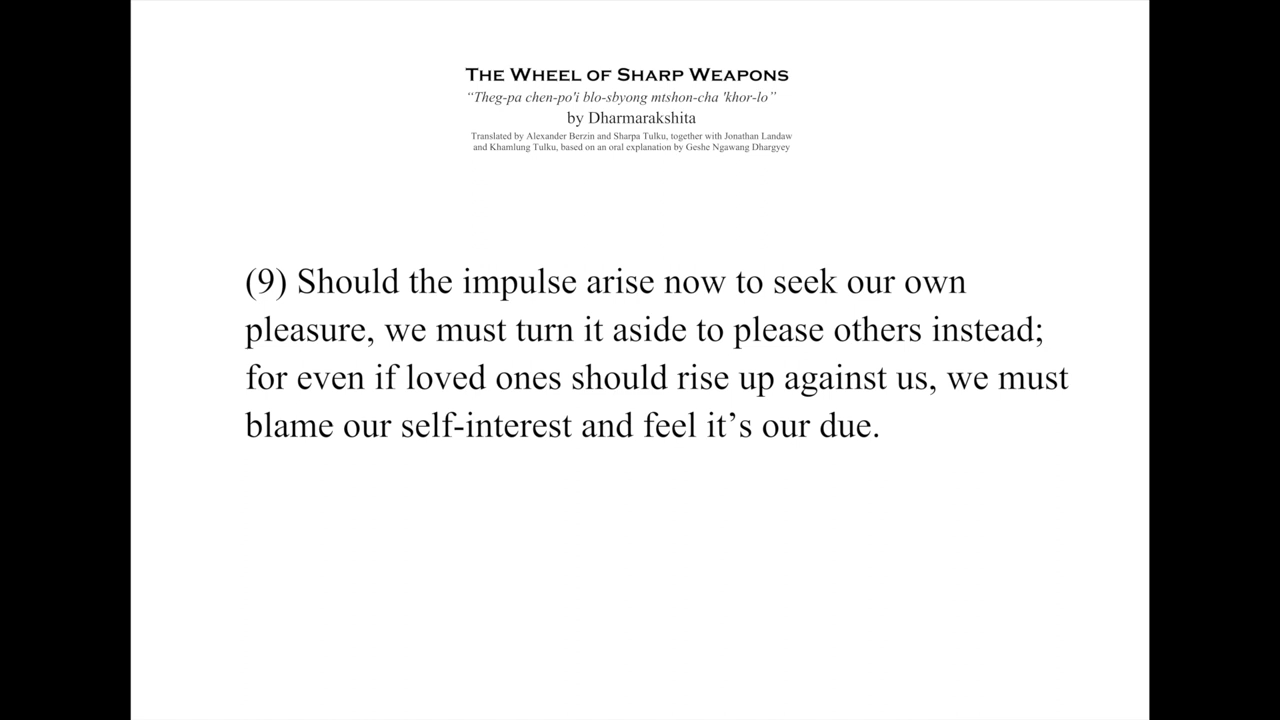 THE WHEEL OF SHARP WEAPONS
“Theg-pa chen-po'i blo-sbyong mtshon-cha 'khor-lo”
by Dharmarakshita
Translated by Alexander Berzin and Sharpa Tulku, together with Jonathan Landaw
and Khamlung Tulku, based on an oral explanation by Geshe Ngawang Dhargyey
(9) Should the impulse arise now to seek our own
pleasure, we must turn it aside to please others instead;
for even if loved ones should rise up against us, we must
blame our self-interest and feel it’s our due.